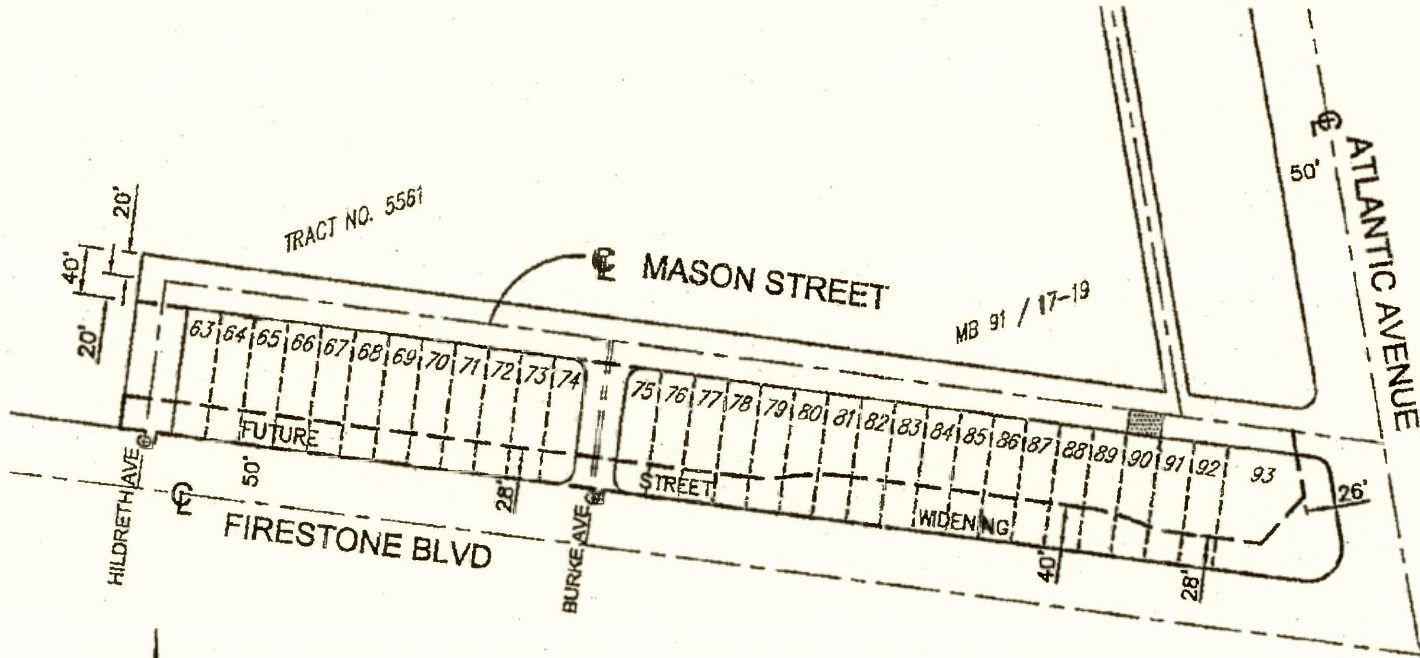 ATLANTIC AVENUE
℄
50'
20'
40'
20'
TRACT NO. 5561
℄ MASON STREET
MB 91 / 17-19
63 64 65 66 67 68 69 70 71 72 73 74
75 76 77 78 79 80 81 82 83 84 85 86 87 88 89 90 91 92 93
FUTURE
STREET
WIDENING
26'
HILDRETH AVE ℄
50'
28'
BURKE AVE ℄
40'
28'
℄ FIRESTONE BLVD